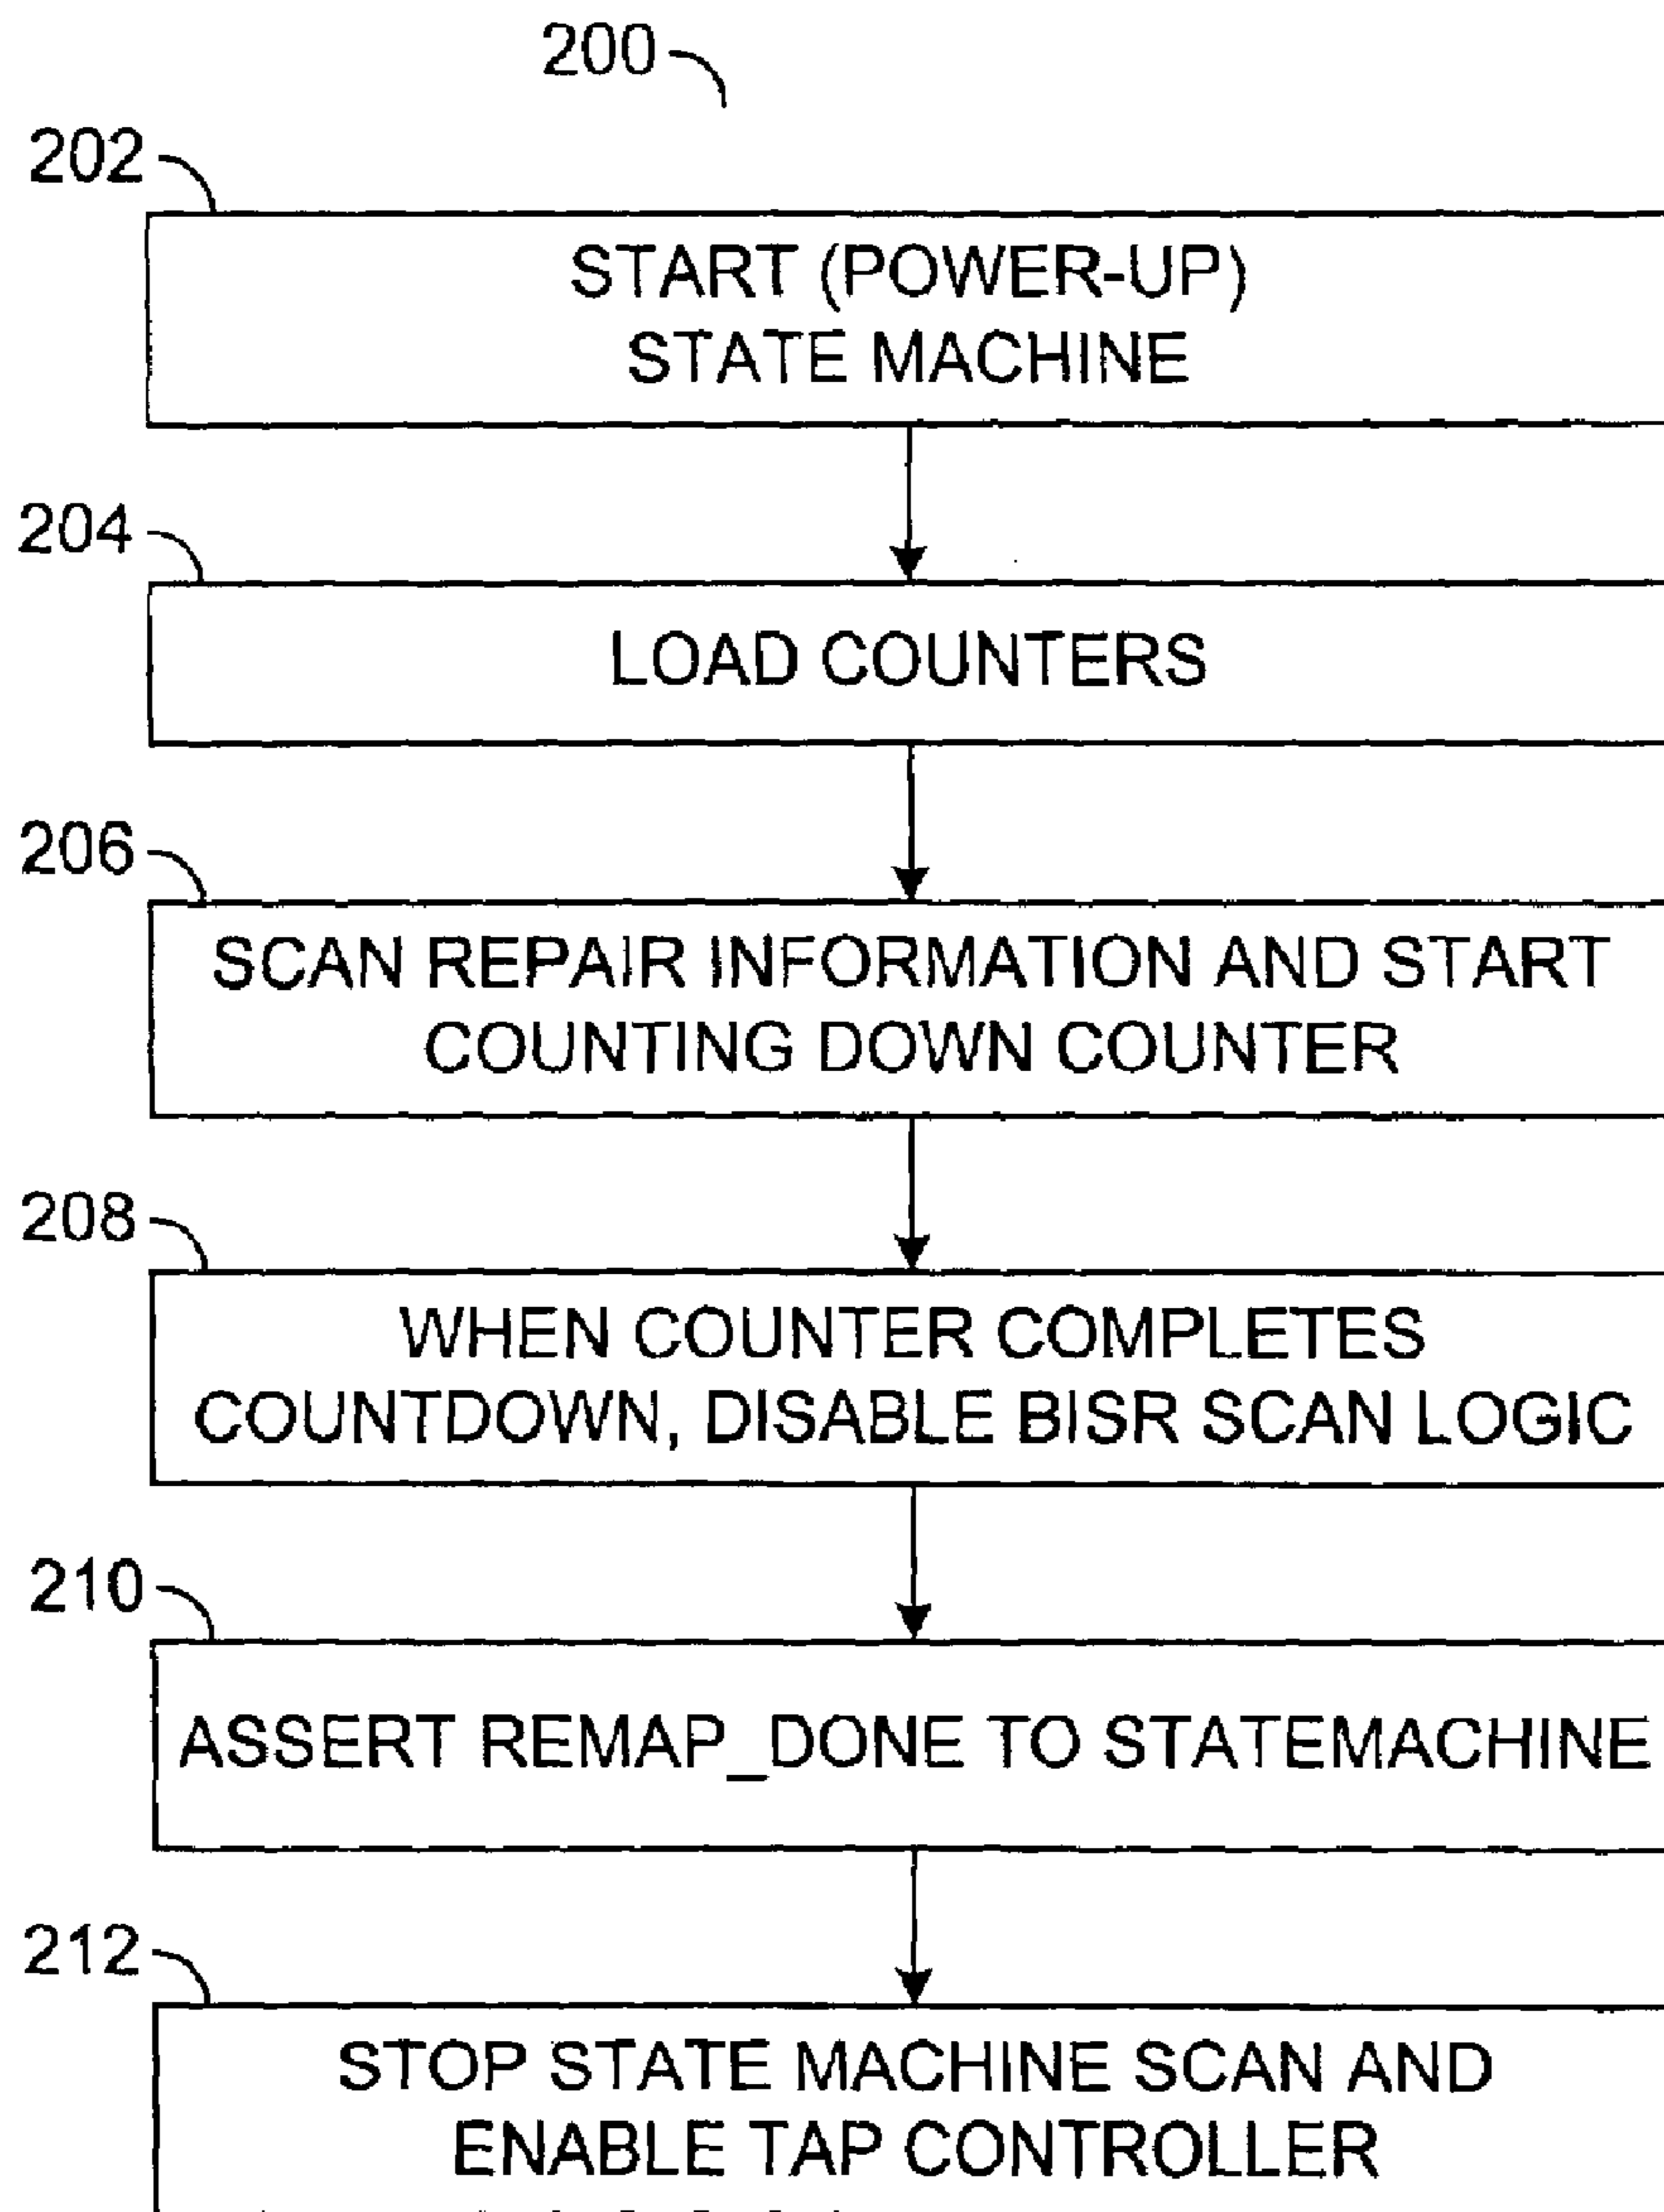 200
202
START (POWER-UP)
STATE MACHINE
204
LOAD COUNTERS
206
SCAN REPAIR INFORMATION AND START
COUNTING DOWN COUNTER
208
WHEN COUNTER COMPLETES
COUNTDOWN, DISABLE BISR SCAN LOGIC
210
ASSERT REMAP_DONE TO STATEMACHINE
212
STOP STATE MACHINE SCAN AND
ENABLE TAP CONTROLLER